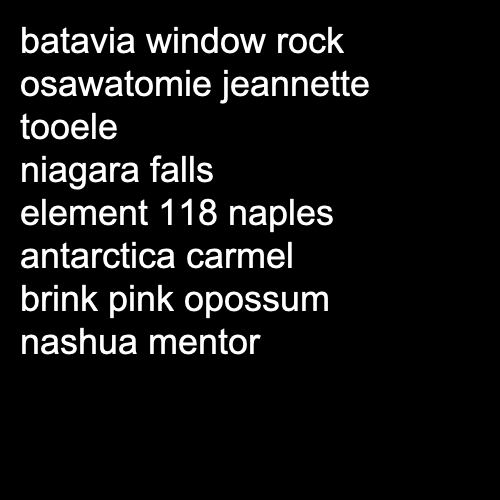 batavia window rock
osawatomie jeannette
tooele
niagara falls
element 118 naples
antarctica carmel
brink pink opossum
nashua mentor